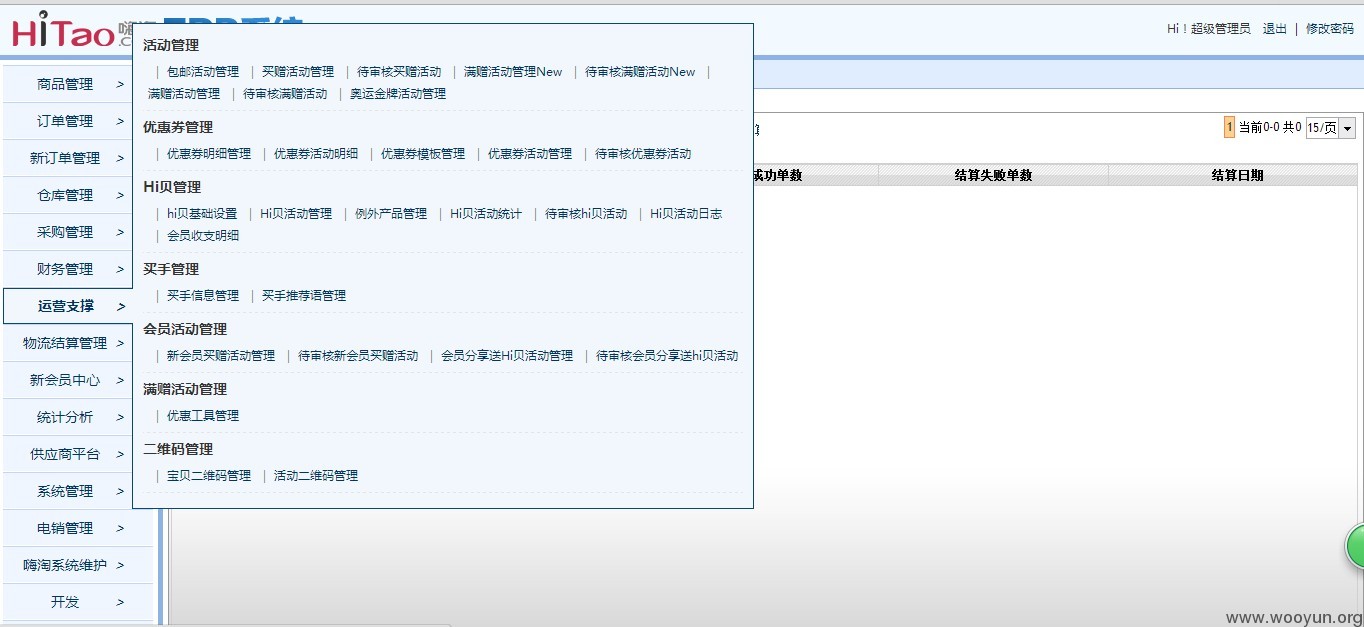 HiTao 嗨淘
.C
Hi！超级管理员 退出 | 修改密码
商品管理 >
订单管理 >
新订单管理 >
仓库管理 >
采购管理 >
财务管理 >
运营支撑 >
物流结算管理 >
新会员中心 >
统计分析 >
供应商平台 >
系统管理 >
电销管理 >
嗨淘系统维护 >
开发 >
活动管理
| 包邮活动管理 | 买赠活动管理 | 待审核买赠活动 | 满赠活动管理New | 待审核满赠活动New |
满赠活动管理 | 待审核满赠活动 | 奥运金牌活动管理
优惠券管理
| 优惠券明细管理 | 优惠券活动明细 | 优惠券模板管理 | 优惠券活动管理 | 待审核优惠券活动
Hi贝管理
| hi贝基础设置 | Hi贝活动管理 | 例外产品管理 | Hi贝活动统计 | 待审核hi贝活动 | Hi贝活动日志
| 会员收支明细
买手管理
| 买手信息管理 | 买手推荐语管理
会员活动管理
| 新会员买赠活动管理 | 待审核新会员买赠活动 | 会员分享送Hi贝活动管理 | 待审核会员分享送hi贝活动
满赠活动管理
| 优惠工具管理
二维码管理
| 宝贝二维码管理 | 活动二维码管理
1 当前0-0 共0 15/页
成功单数 结算失败单数 结算日期
www.wooyun.org